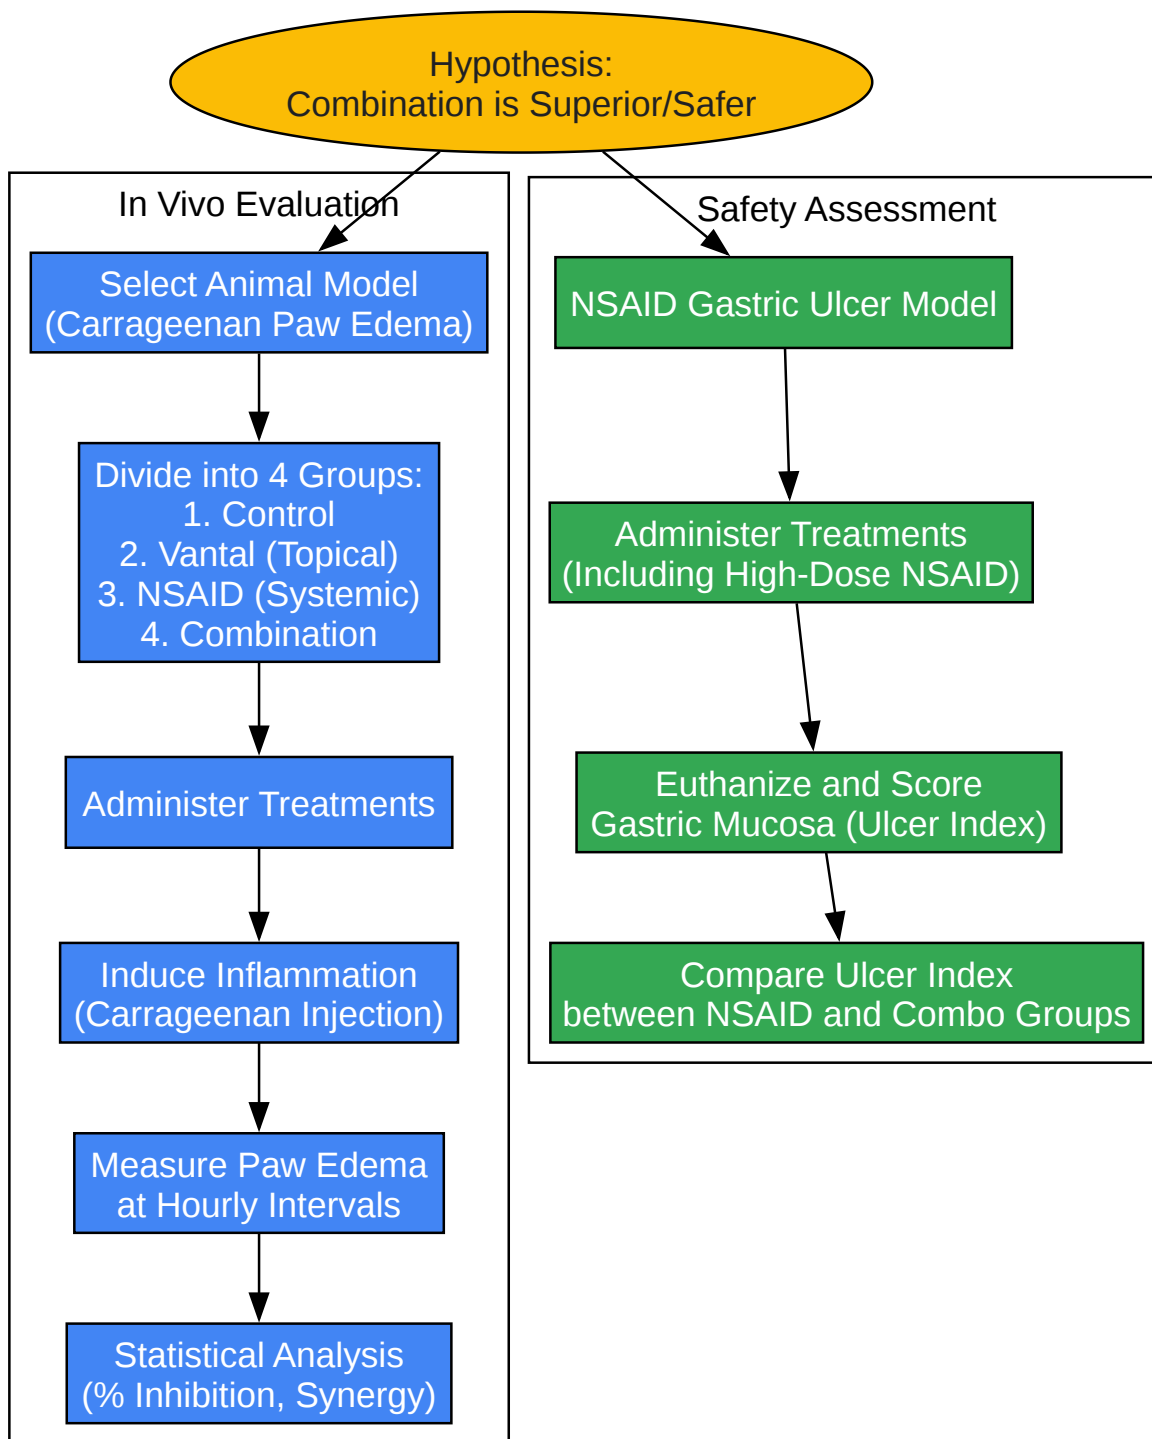 Hypothesis:
Combination is Superior/Safer
In Vivo Evaluation
Select Animal Model
(Carrageenan Paw Edema)
Divide into 4 Groups:
1. Control
2. Vantal (Topical)
3. NSAID (Systemic)
4. Combination
Administer Treatments
Induce Inflammation
(Carrageenan Injection)
Measure Paw Edema
at Hourly Intervals
Statistical Analysis
(% Inhibition, Synergy)
Safety Assessment
NSAID Gastric Ulcer Model
Administer Treatments
(Including High-Dose NSAID)
Euthanize and Score
Gastric Mucosa (Ulcer Index)
Compare Ulcer Index
between NSAID and Combo Groups